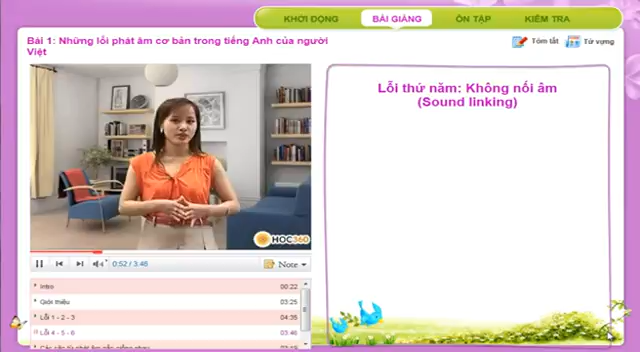 KHỞI ĐỘNG BÀI GIẢNG ÔN TẬP KIỂM TRA
Bài 1: Những lỗi phát âm cơ bản trong tiếng Anh của người
Việt
Tóm tắt Từ vựng
Lỗi thứ năm: Không nối âm
(Sound linking)
HOC360
0:52 / 3:48 Note
Intro 00:22
Giới thiệu 03:25
Lỗi 1 - 2 - 3 04:35
Lỗi 4 - 5 - 6